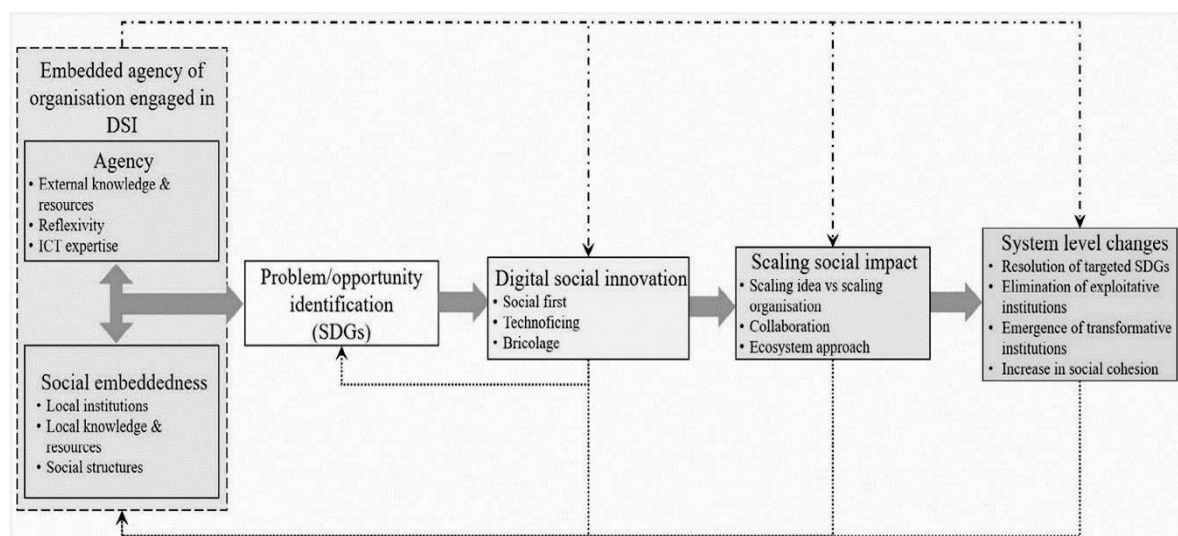 Embedded agency of
organisation engaged in
DSI
Agency
• External knowledge &
resources
• Reflexivity
• ICT expertise
Social embeddedness
• Local institutions
• Local knowledge &
resources
• Social structures
Problem/opportunity
identification
(SDGs)
Digital social innovation
• Social first
• Technoficing
• Bricolage
Scaling social impact
• Scaling idea vs scaling
organisation
• Collaboration
• Ecosystem approach
System level changes
• Resolution of targeted SDGs
• Elimination of exploitative
institutions
• Emergence of transformative
institutions
• Increase in social cohesion